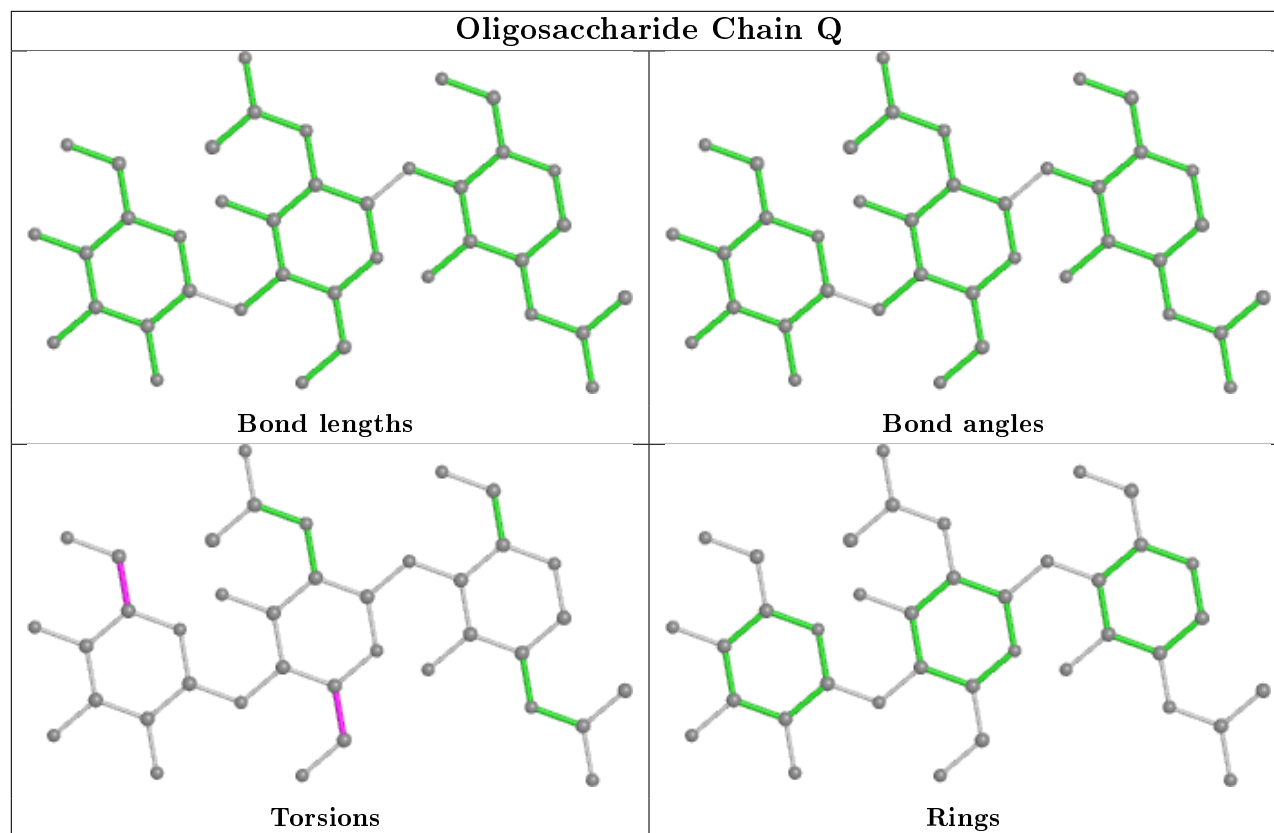 Oligosaccharide Chain Q
Bond lengths
Bond angles
Torsions
Rings